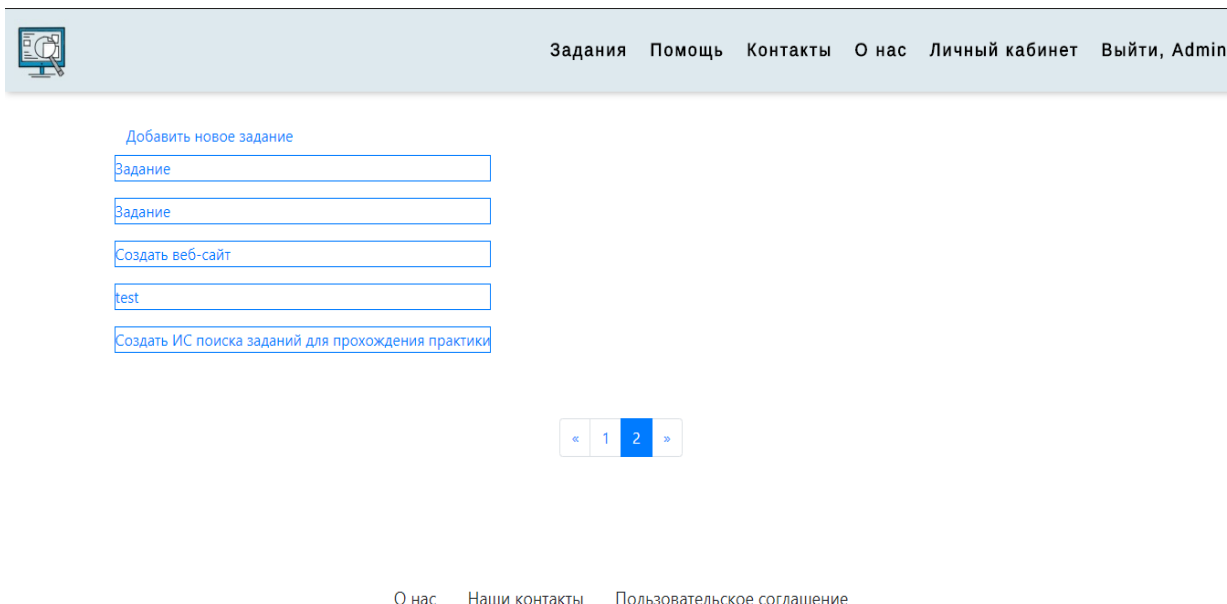 Задания Помощь Контакты О нас Личный кабинет Выйти, Admin
Добавить новое задание
Задание
Задание
Создать веб-сайт
test
Создать ИС поиска заданий для прохождения практики
« 1 2 »
О нас Наши контакты Пользовательское соглашение